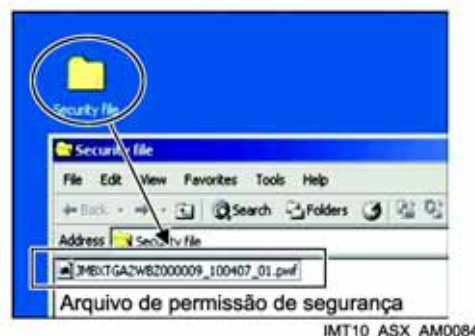 Security file
Security file
File Edit View Favorites Tools Help
Back Search Folders
Address Security file
JMBXTGA2WBZ000009_100407_01.pwf
Arquivo de permissão de segurança
IMT10_ASX_AM0084